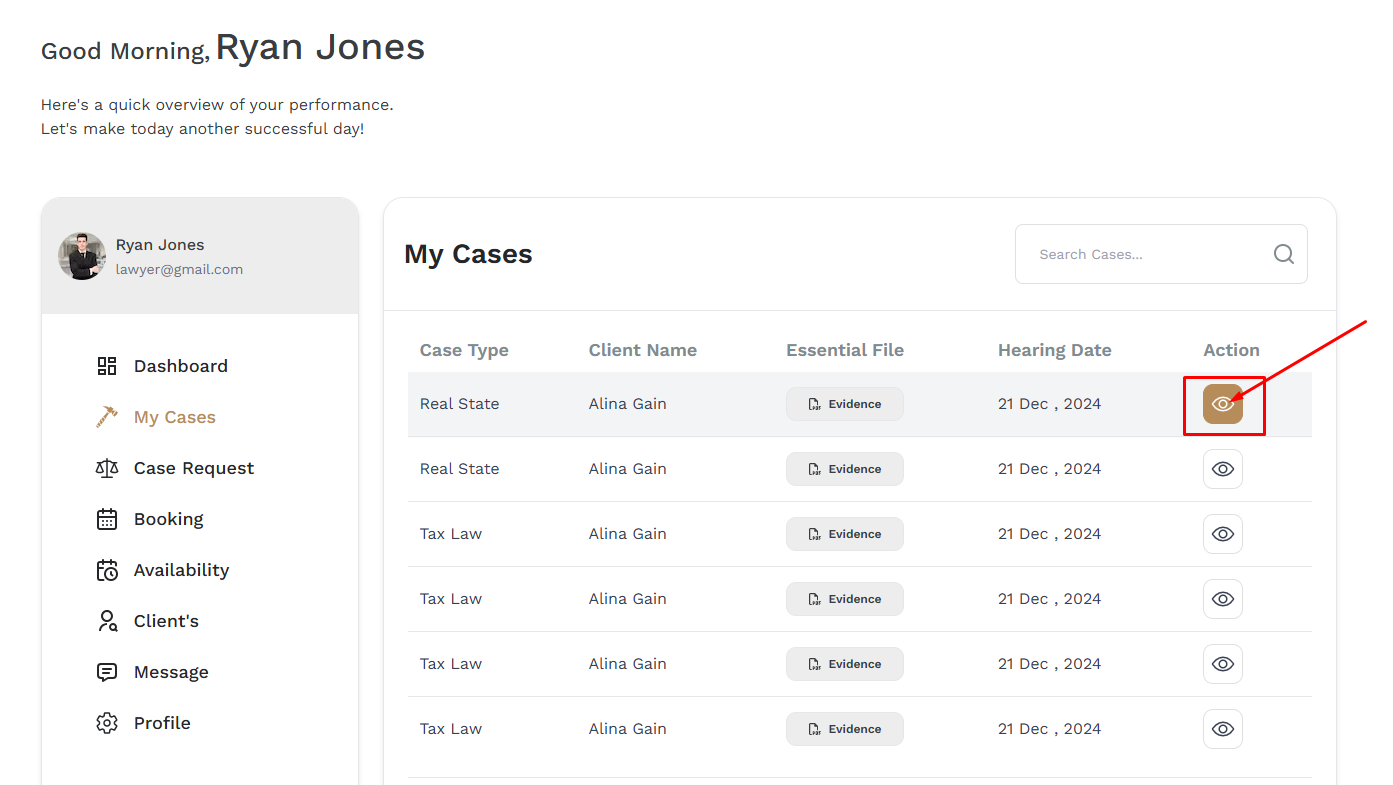 Good Morning, Ryan Jones
Here's a quick overview of your performance.
Let's make today another successful day!
Ryan Jones
lawyer@gmail.com
Dashboard
My Cases
Case Request
Booking
Availability
Client's
Message
Profile
My Cases
Search Cases...
Case Type Client Name Essential File Hearing Date Action
Real State Alina Gain Evidence 21 Dec , 2024
Real State Alina Gain Evidence 21 Dec , 2024
Tax Law Alina Gain Evidence 21 Dec , 2024
Tax Law Alina Gain Evidence 21 Dec , 2024
Tax Law Alina Gain Evidence 21 Dec , 2024
Tax Law Alina Gain Evidence 21 Dec , 2024